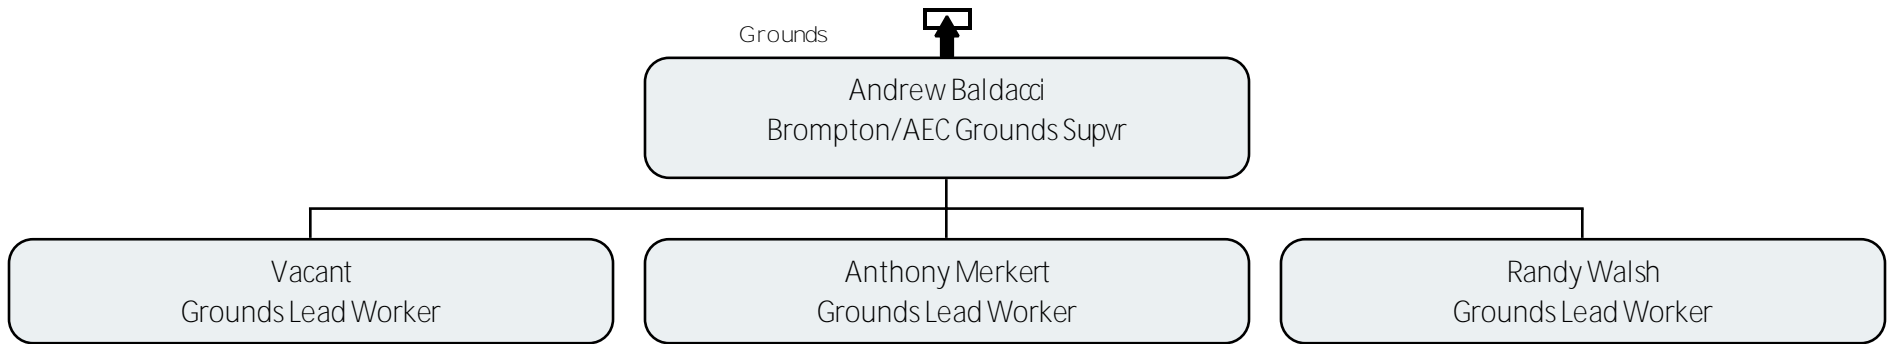 Grounds
Andrew Baldacci
Brompton/AEC Grounds Supvr
Vacant
Grounds Lead Worker
Anthony Merkert
Grounds Lead Worker
Randy Walsh
Grounds Lead Worker